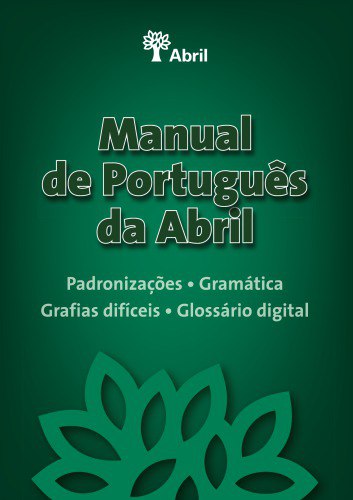 Abril
Manual
de Português
da Abril
Padronizações • Gramática
Grafias difíceis • Glossário digital